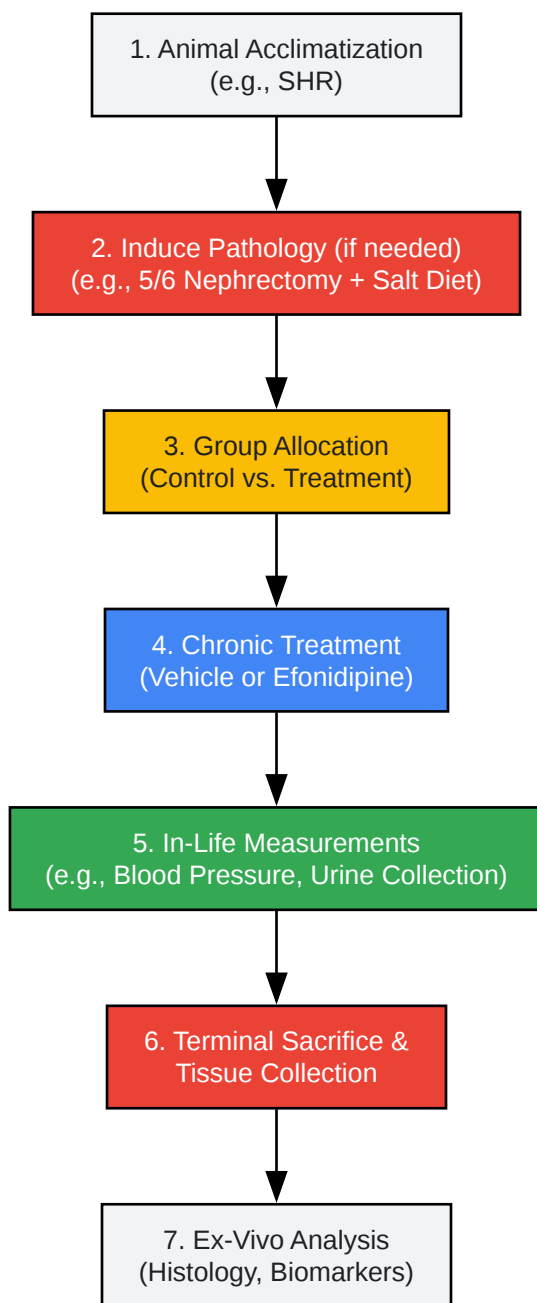 1. Animal Acclimatization
(e.g., SHR)
2. Induce Pathology (if needed)
(e.g., 5/6 Nephrectomy + Salt Diet)
3. Group Allocation
(Control vs. Treatment)
4. Chronic Treatment
(Vehicle or Efonidipine)
5. In-Life Measurements
(e.g., Blood Pressure, Urine Collection)
6. Terminal Sacrifice &
Tissue Collection
7. Ex-Vivo Analysis
(Histology, Biomarkers)